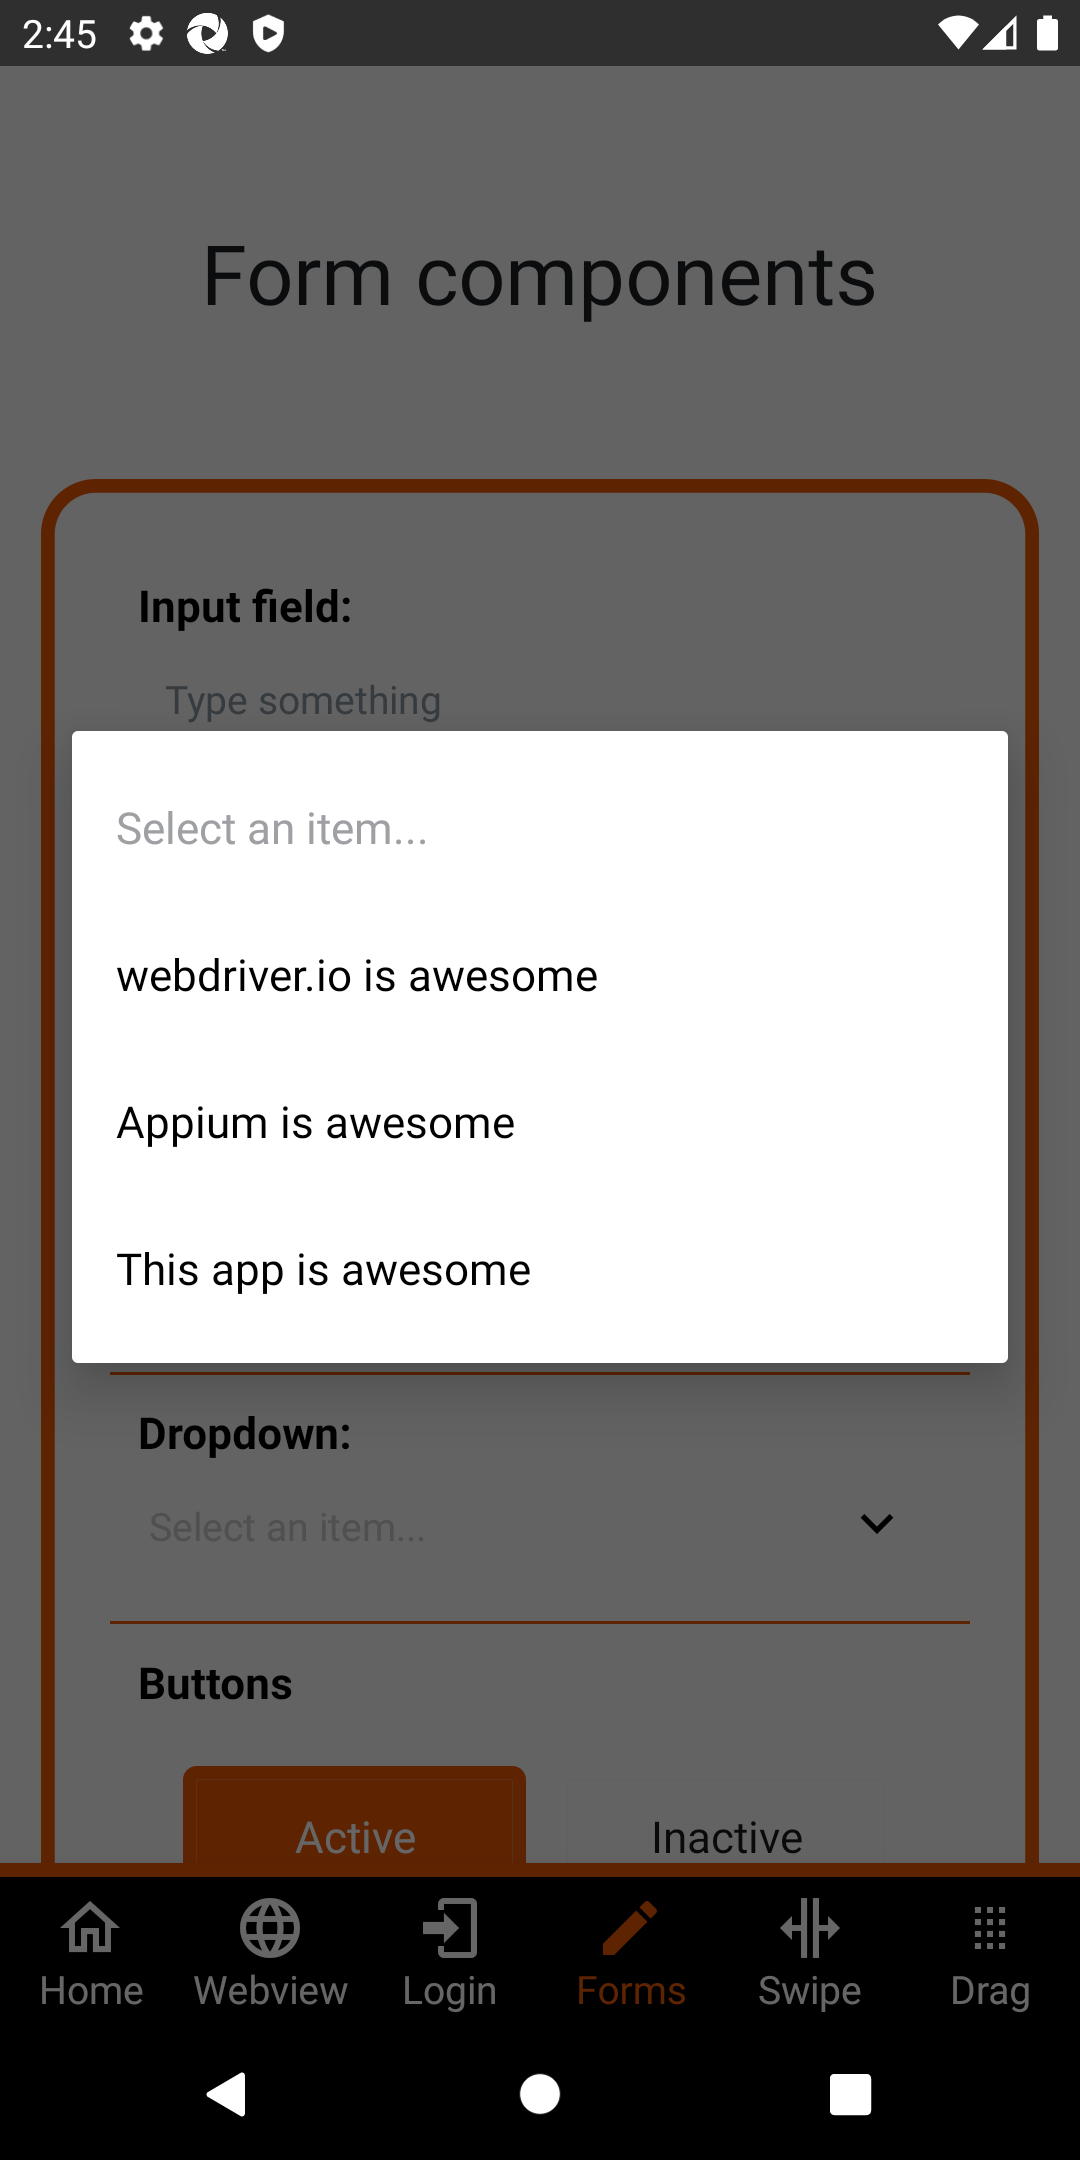 2:45
Form components
Input field:
Type something
Select an item...
webdriver.io is awesome
Appium is awesome
This app is awesome
Dropdown:
Select an item...
Buttons
Active Inactive
Home Webview Login Forms Swipe Drag